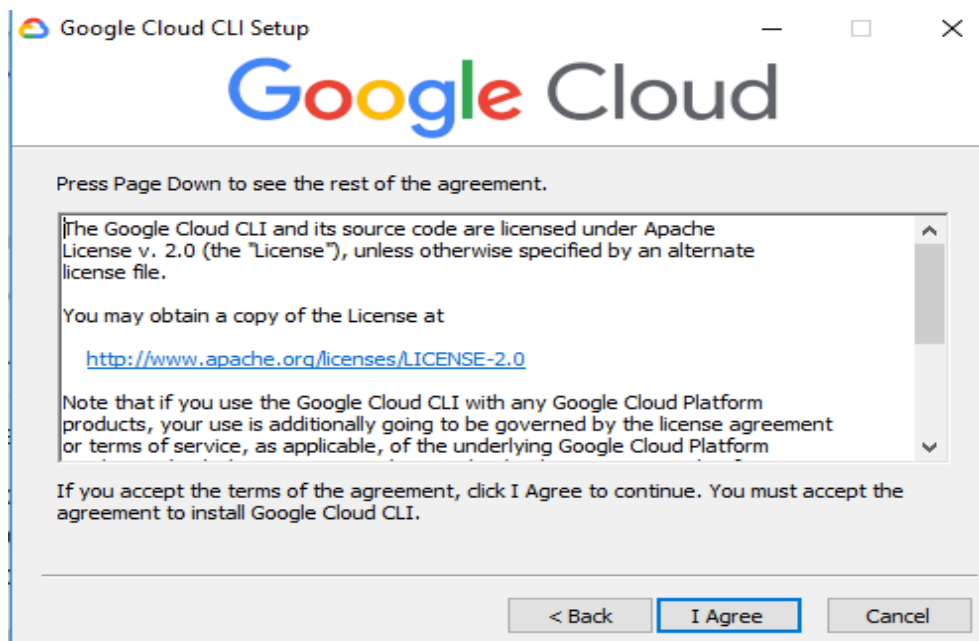 Google Cloud CLI Setup
Google Cloud
Press Page Down to see the rest of the agreement.
The Google Cloud CLI and its source code are licensed under Apache
License v. 2.0 (the "License"), unless otherwise specified by an alternate
license file.
You may obtain a copy of the License at
http://www.apache.org/licenses/LICENSE-2.0
Note that if you use the Google Cloud CLI with any Google Cloud Platform
products, your use is additionally going to be governed by the license agreement
or terms of service, as applicable, of the underlying Google Cloud Platform
If you accept the terms of the agreement, click I Agree to continue. You must accept the
agreement to install Google Cloud CLI.
< Back I Agree Cancel